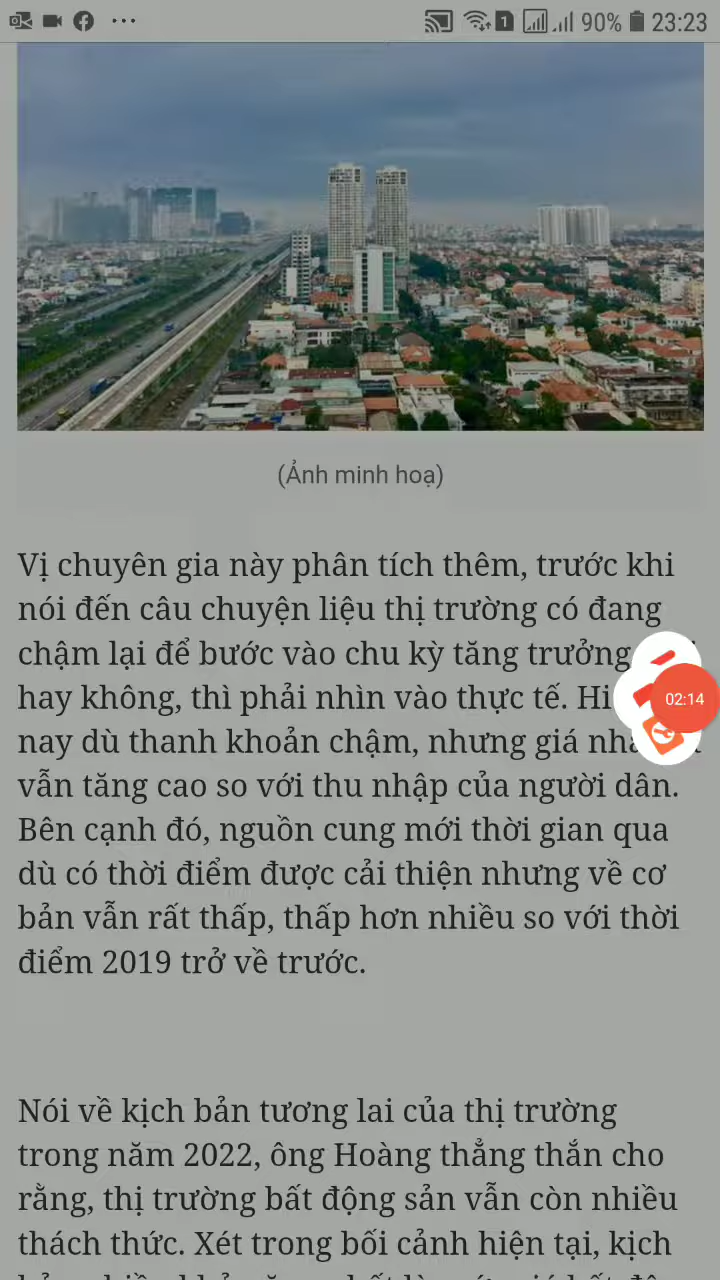 90% 23:23
(Ảnh minh hoạ)
Vị chuyên gia này phân tích thêm, trước khi
nói đến câu chuyện liệu thị trường có đang
chậm lại để bước vào chu kỳ tăng trưởng
hay không, thì phải nhìn vào thực tế.
02:14
nay dù thanh khoản chậm, nhưng giá
vẫn tăng cao so với thu nhập của người dân.
Bên cạnh đó, nguồn cung mới thời gian qua
dù có thời điểm được cải thiện nhưng về cơ
bản vẫn rất thấp, thấp hơn nhiều so với thời
điểm 2019 trở về trước.
Nói về kịch bản tương lai của thị trường
trong năm 2022, ông Hoàng thẳng thắn cho
rằng, thị trường bất động sản vẫn còn nhiều
thách thức. Xét trong bối cảnh hiện tại, kịch